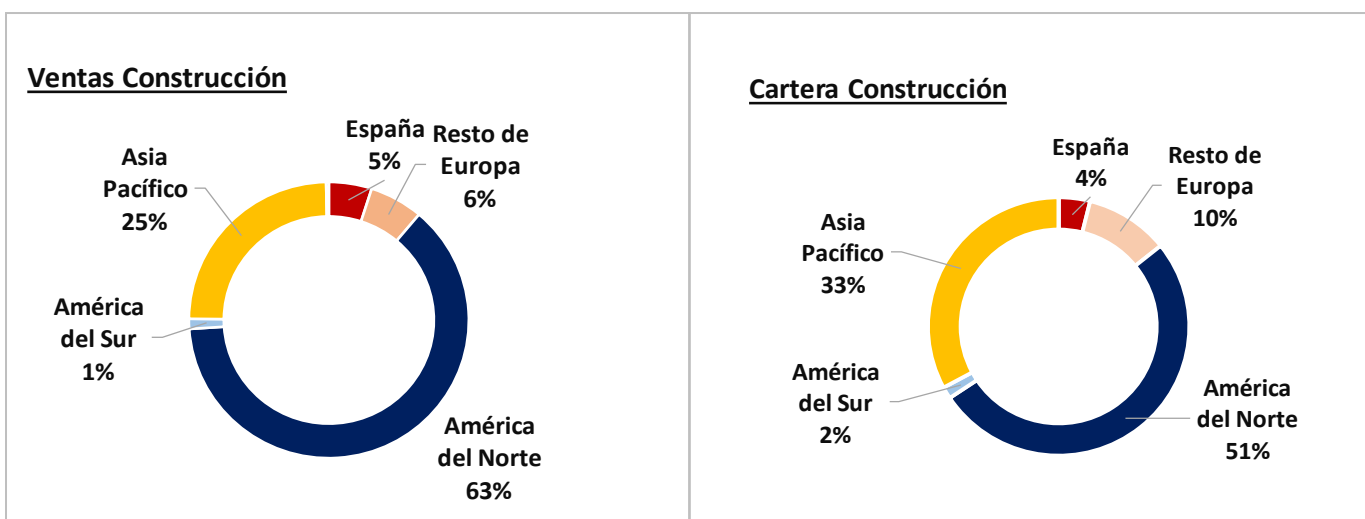 Ventas Construcción
España
5%
Resto de
Europa
6%
Asia
Pacífico
25%
América
del Sur
1%
América
del Norte
63%
Cartera Construcción
España
4%
Resto de
Europa
10%
Asia
Pacífico
33%
América
del Sur
2%
América
del Norte
51%